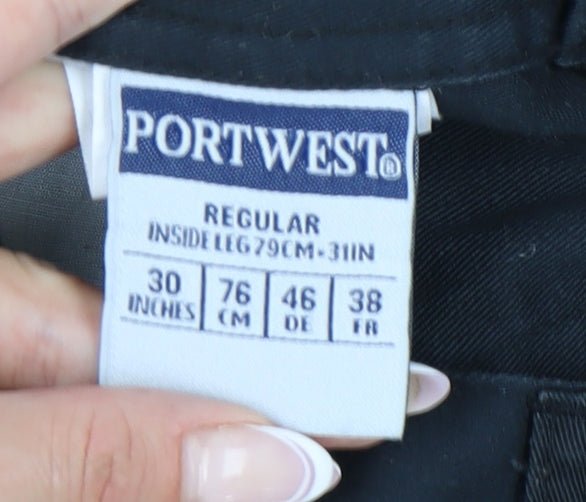 PORTWEST®
REGULAR
INSIDE LEG 79CM-31IN
30 76 46 38
INCHES CM DE FR